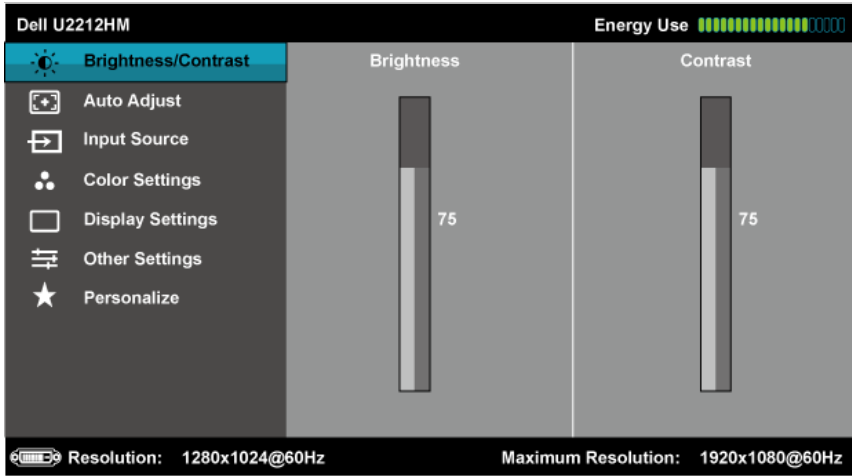 Dell U2212HM Energy Use
Brightness/Contrast Brightness Contrast
Auto Adjust
Input Source
Color Settings
Display Settings 75 75
Other Settings
Personalize
Resolution: 1280x1024@60Hz Maximum Resolution: 1920x1080@60Hz